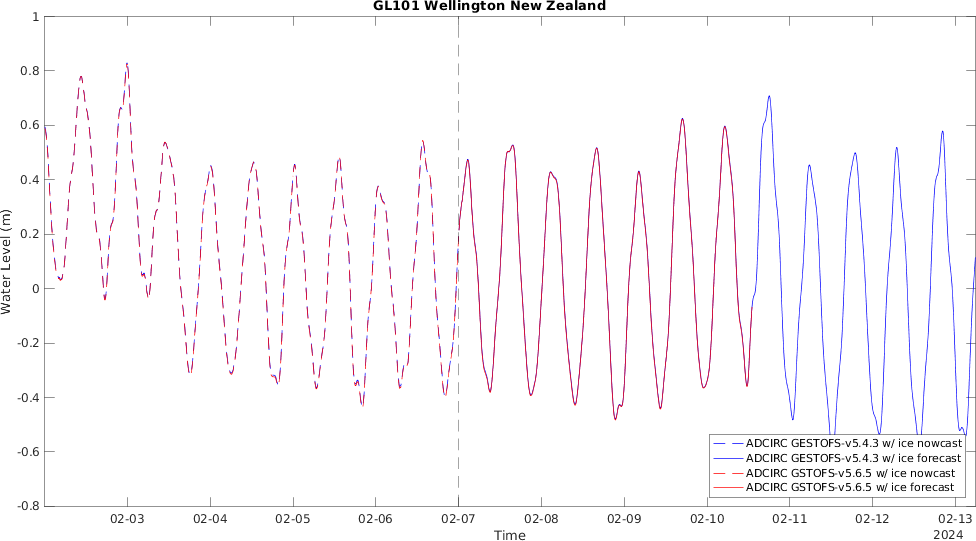 GL101 Wellington New Zealand
1
0.8
0.6
0.4
0.2
0
-0.2
-0.4
-0.6
-0.8
Water Level (m)
ADCIRC GESTOFS-v5.4.3 w/ ice nowcast
ADCIRC GESTOFS-v5.4.3 w/ ice forecast
ADCIRC GSTOFS-v5.6.5 w/ ice nowcast
ADCIRC GSTOFS-v5.6.5 w/ ice forecast
02-03 02-04 02-05 02-06 02-07 02-08 02-09 02-10 02-11 02-12 02-13
Time
2024